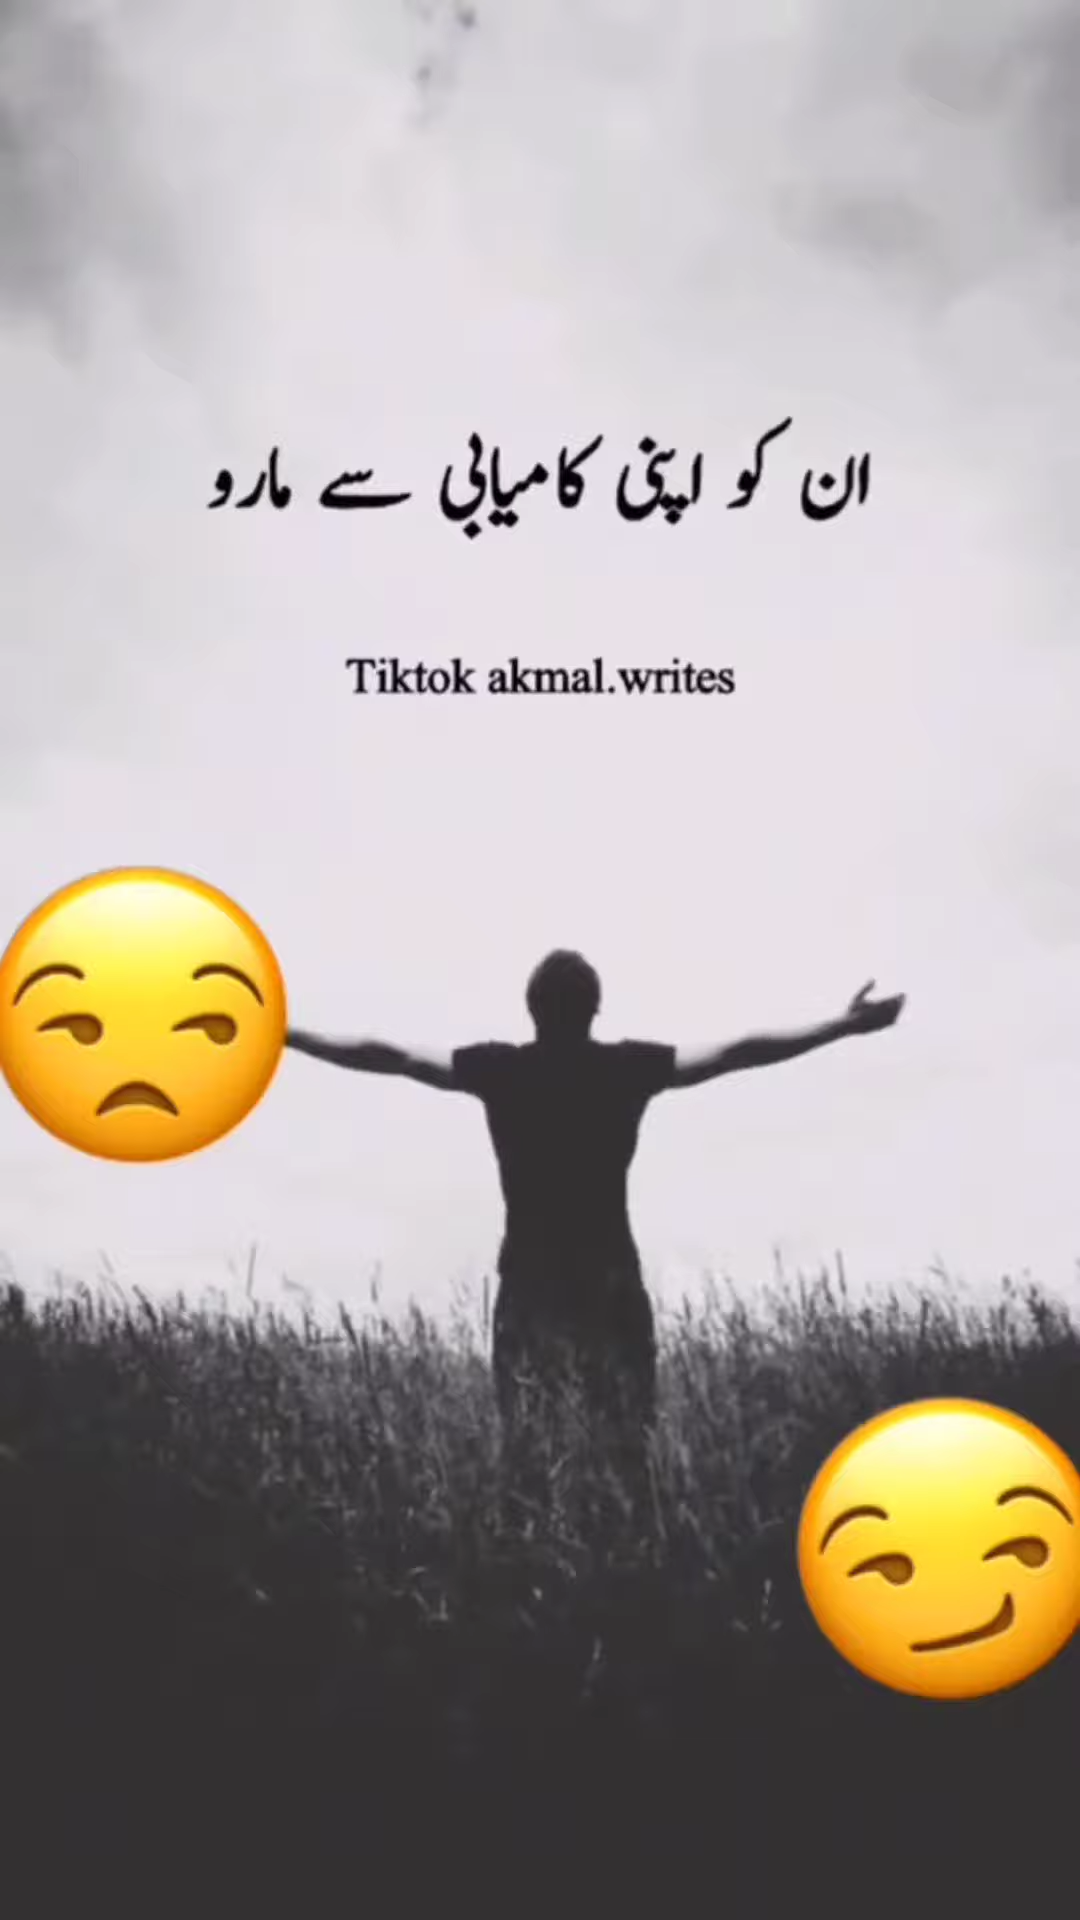 ان کو اپنی کامیابی سے مارو
Tiktok akmal.writes